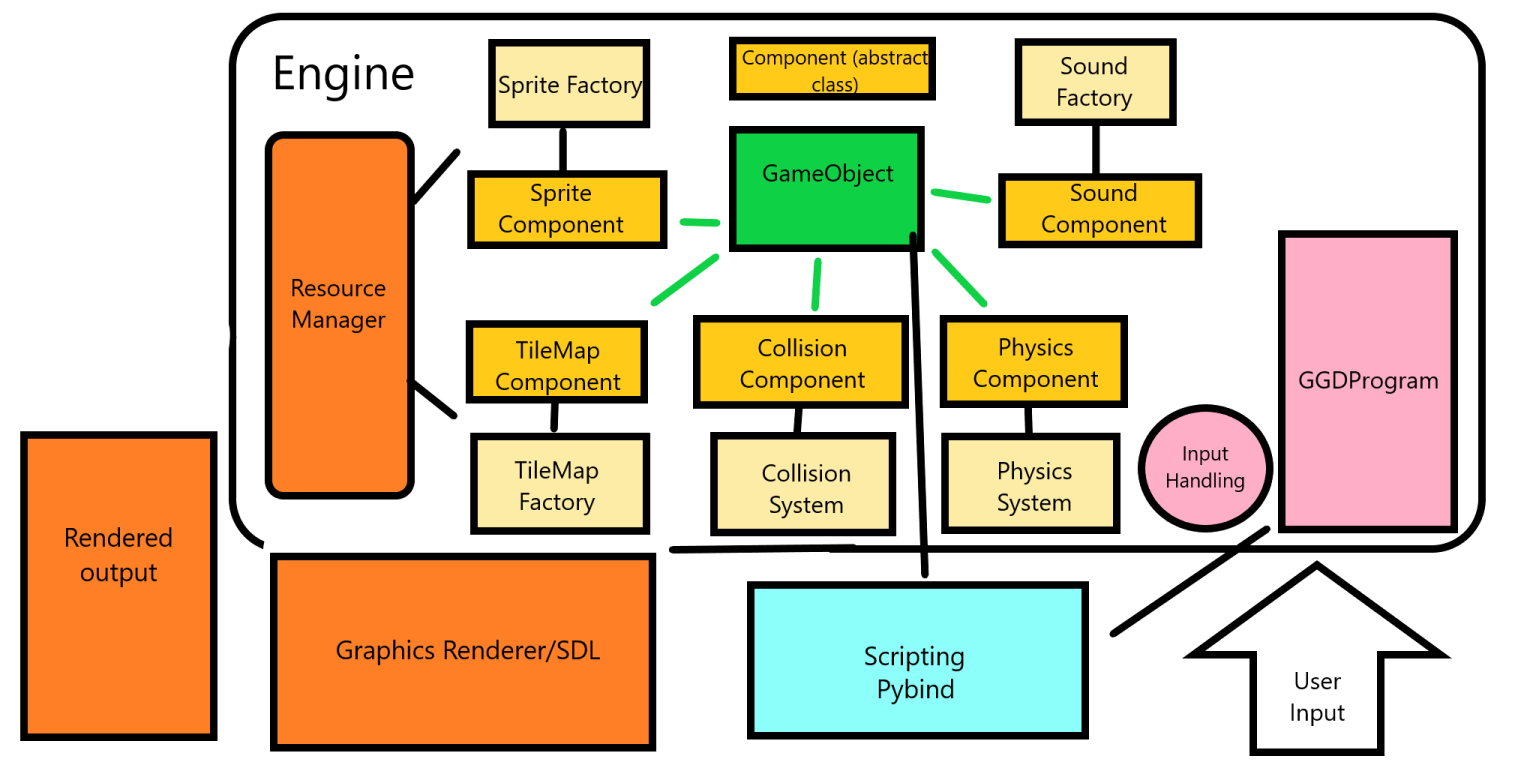 Engine
Sprite Factory
Component (abstract
class)
Sound
Factory
GameObject
Sprite
Component
Sound
Component
Resource
Manager
TileMap
Component
Collision
Component
Physics
Component
GGDProgram
TileMap
Factory
Collision
System
Physics
System
Input
Handling
Rendered
output
Graphics Renderer/SDL
Scripting
Pybind
User
Input